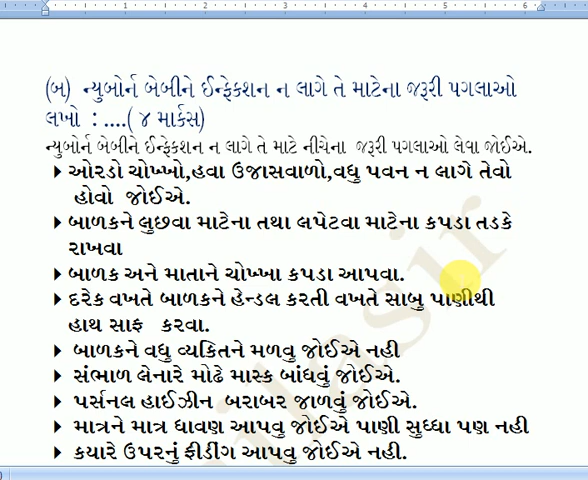 (બ) ન્યુબોર્ન બેબીને ઈન્ફેકશન ન લાગે તે માટેના જરૂરી પગલાઓ
લખો : ....( ૪ માર્કસ)
ન્યુબોર્ન બેબીને ઈન્ફેકશન ન લાગે તે માટે નીચેના જરૂરી પગલાઓ લેવા જોઈએ.
ઓરડો ચોખ્ખો,હવા ઉજાસવાળો,વધુ પવન ન લાગે તેવો
હોવો જોઈએ.
બાળકને લુછવા માટેના તથા લપેટવા માટેના કપડા તડકે
રાખવા
બાળક અને માતાને ચોખ્ખા કપડા આપવા.
દરેક વખતે બાળકને હેન્ડલ કરતી વખતે સાબુ પાણીથી
હાથ સાફ કરવા.
બાળકને વધુ વ્યકિતને મળવુ જોઈએ નહી
સંભાળ લેનારે મોઢે માસ્ક બાંધવું જોઈએ.
પર્સનલ હાઈઝીન બરાબર જાળવું જોઈએ.
માત્રને માત્ર ધાવણ આપવુ જોઈએ પાણી સુધ્ધા પણ નહી
કયારે ઉપરનું ફીડીંગ આપવુ જોઈએ નહી.